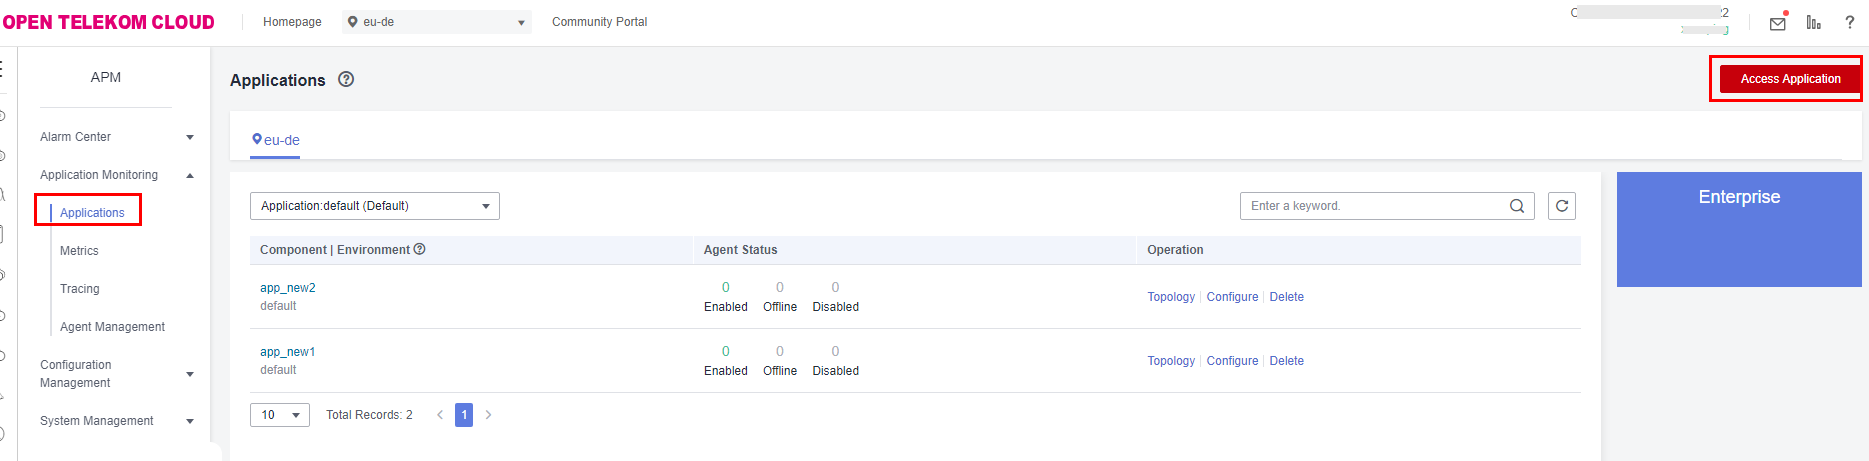 OPEN TELEKOM CLOUD
Homepage
eu-de
Community Portal
22
?
APM
Alarm Center
Application Monitoring
Applications
Metrics
Tracing
Agent Management
Configuration
Management
System Management
Applications ?
Access Application
eu-de
Enterprise
Application:default (Default)
Enter a keyword.
Component | Environment ? Agent Status Operation
app_new2
default
0 0 0
Enabled Offline Disabled
Topology | Configure | Delete
app_new1
default
0 0 0
Enabled Offline Disabled
Topology | Configure | Delete
10 Total Records: 2 < 1 >